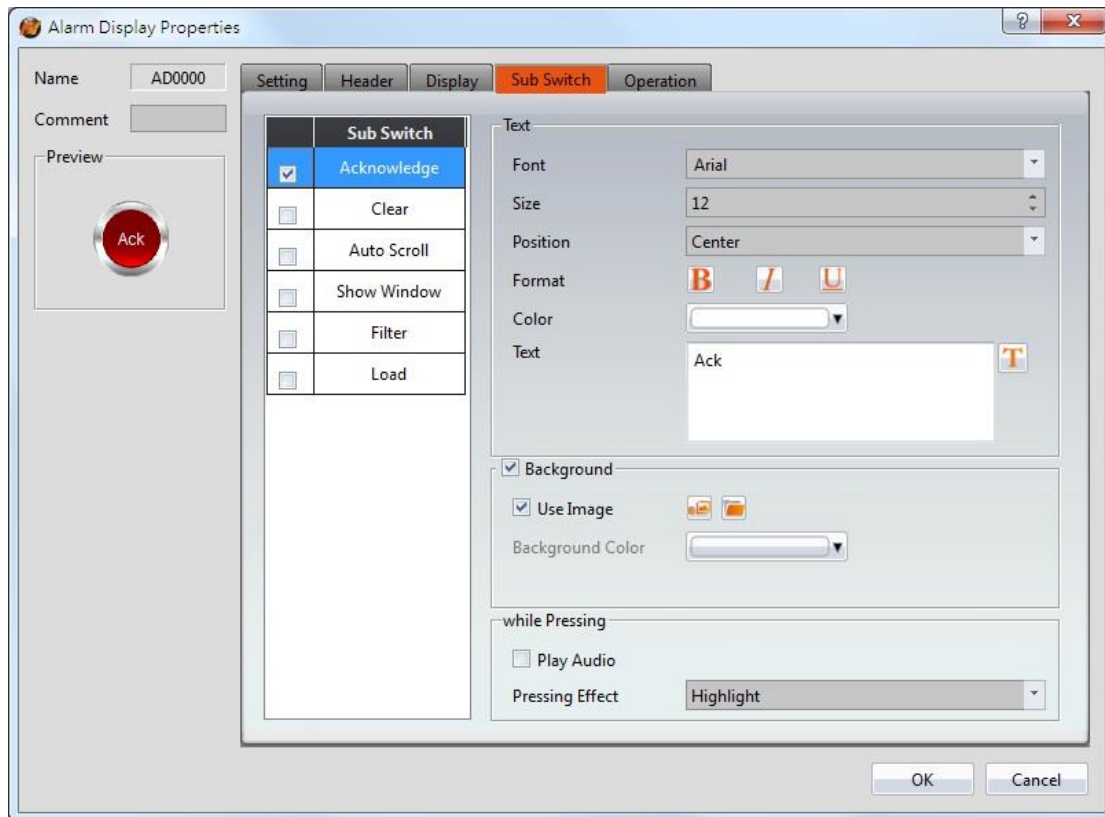 Alarm Display Properties
Name AD0000
Comment
Preview
Ack
Setting Header Display Sub Switch Operation
Sub Switch
Acknowledge
Clear
Auto Scroll
Show Window
Filter
Load
Text
Font Arial
Size 12
Position Center
Format B I U
Color
Text Ack T
Background
Use Image
Background Color
while Pressing
Play Audio
Pressing Effect Highlight
OK Cancel